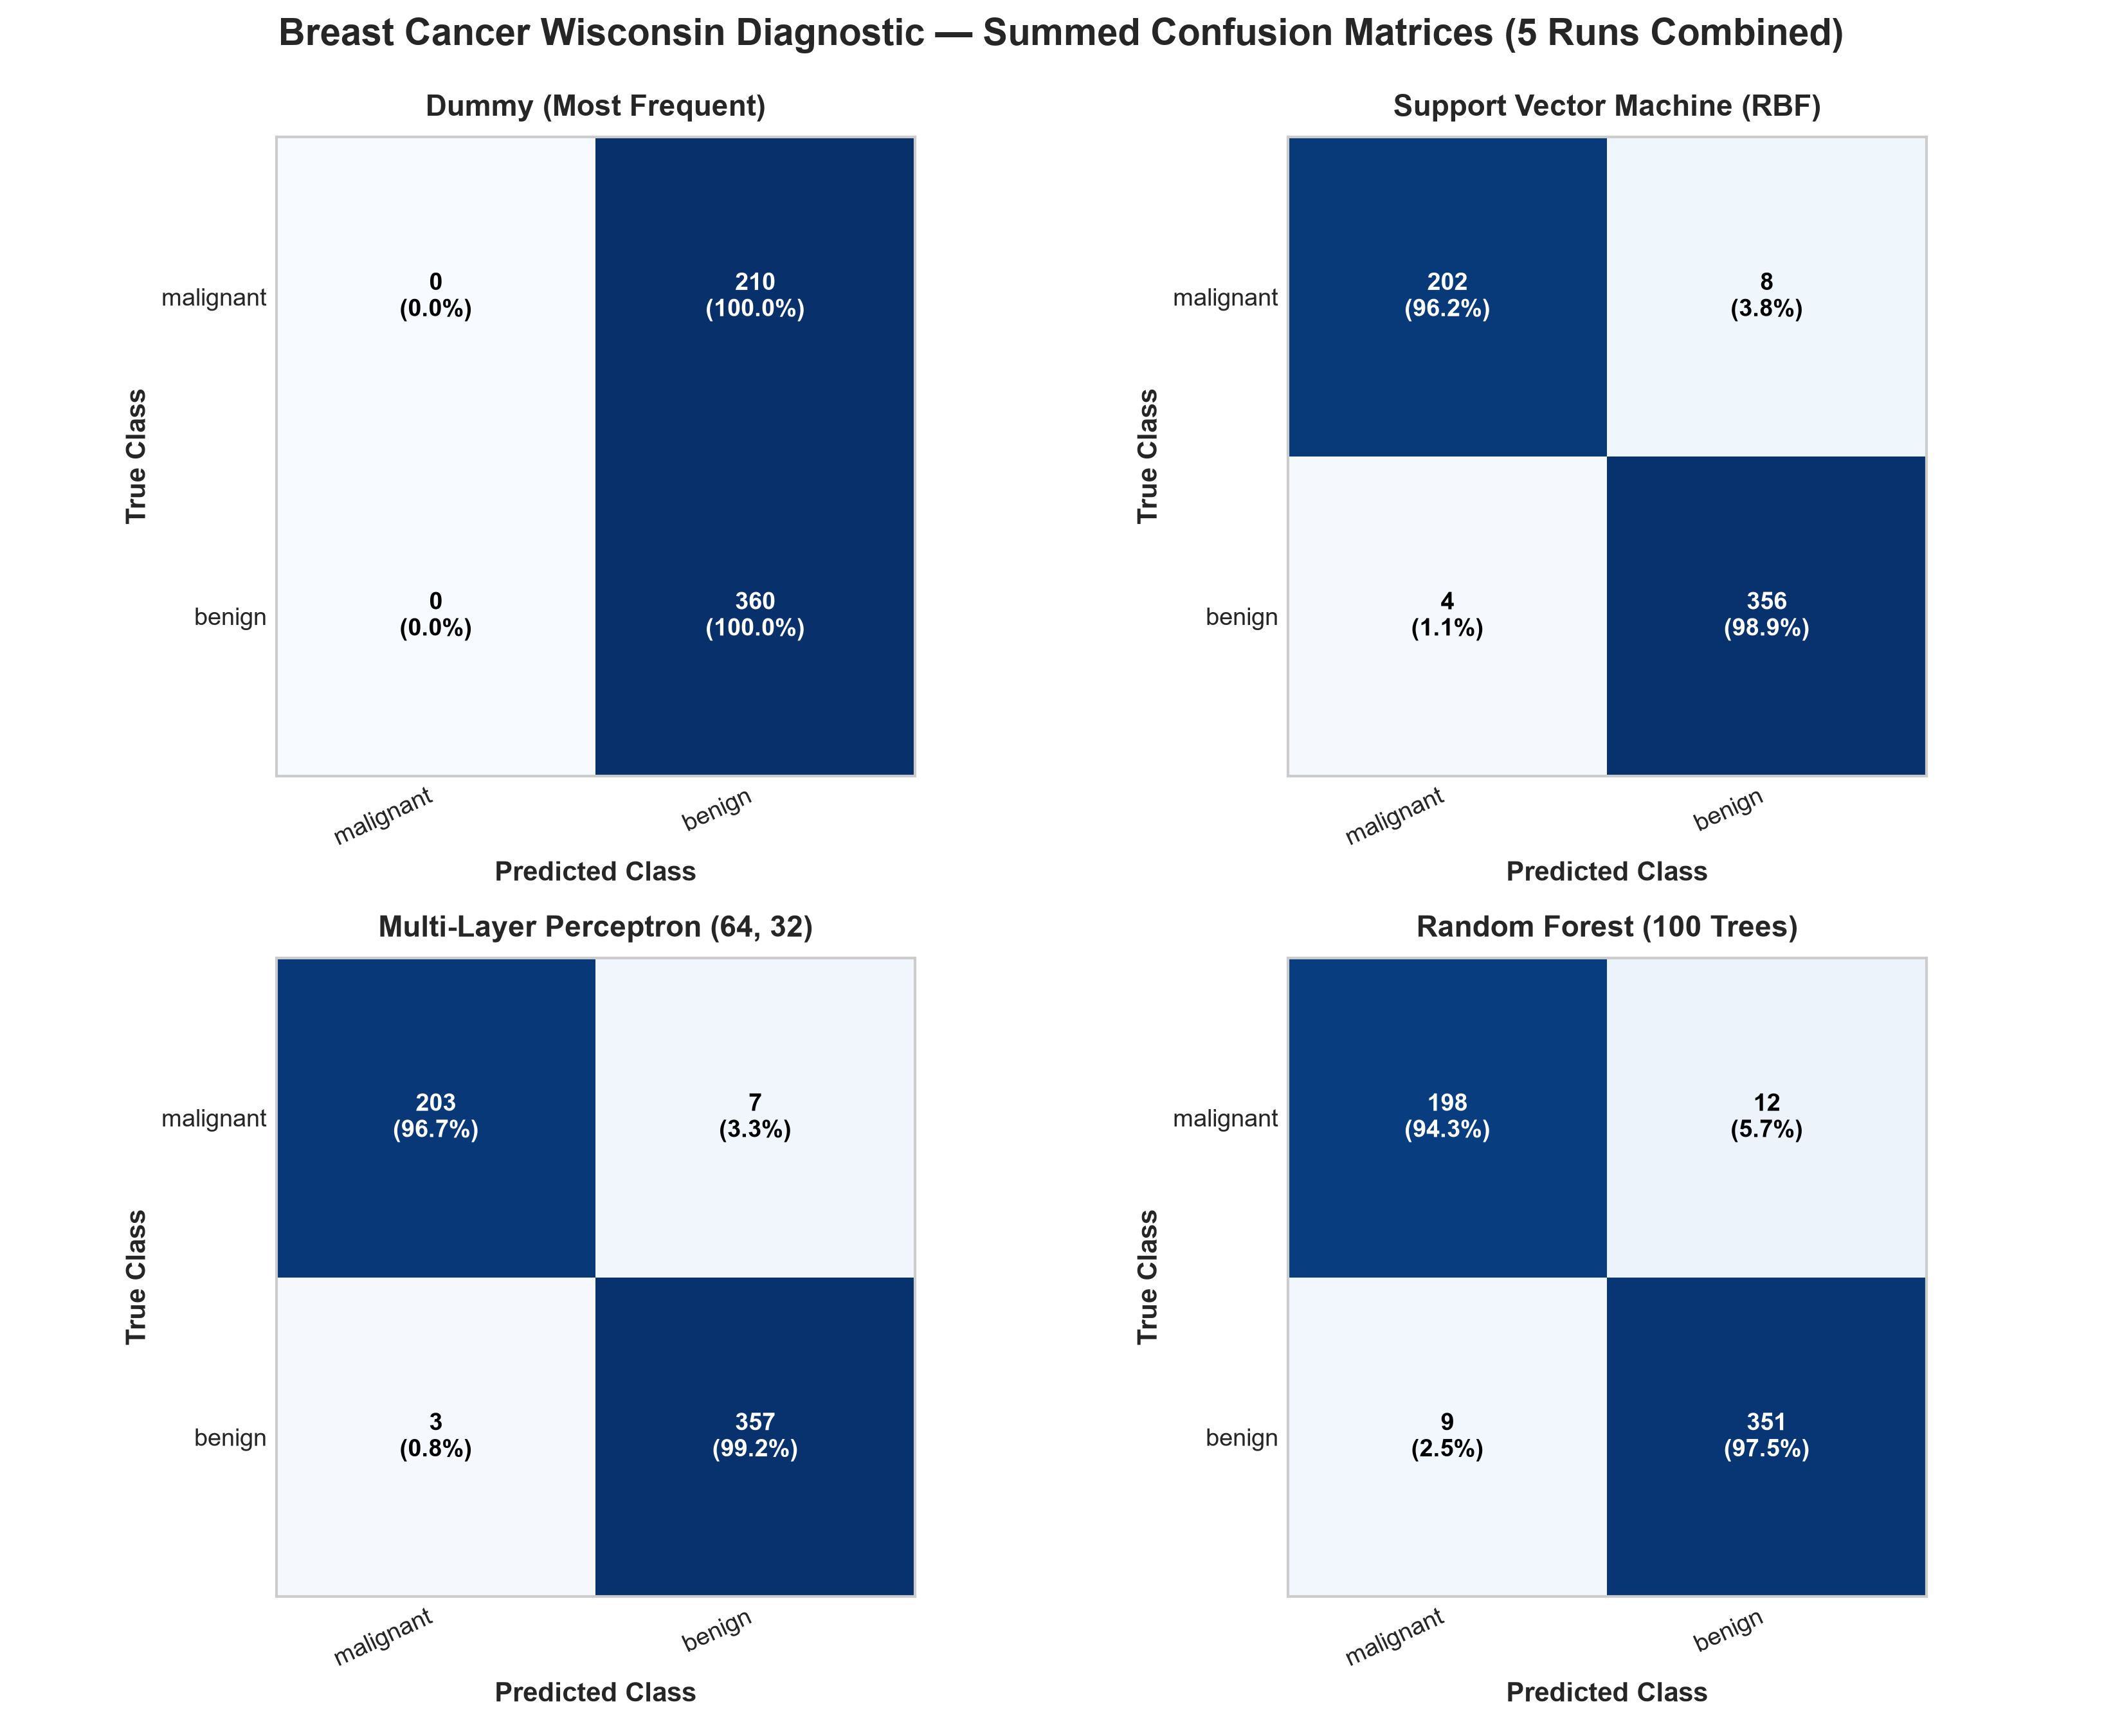 Breast Cancer Wisconsin Diagnostic — Summed Confusion Matrices (5 Runs Combined)
Dummy (Most Frequent)
True Class
malignant
0
(0.0%)
210
(100.0%)
benign
0
(0.0%)
360
(100.0%)
malignant
benign
Predicted Class
Support Vector Machine (RBF)
True Class
malignant
202
(96.2%)
8
(3.8%)
benign
4
(1.1%)
356
(98.9%)
malignant
benign
Predicted Class
Multi-Layer Perceptron (64, 32)
True Class
malignant
203
(96.7%)
7
(3.3%)
benign
3
(0.8%)
357
(99.2%)
malignant
benign
Predicted Class
Random Forest (100 Trees)
True Class
malignant
198
(94.3%)
12
(5.7%)
benign
9
(2.5%)
351
(97.5%)
malignant
benign
Predicted Class